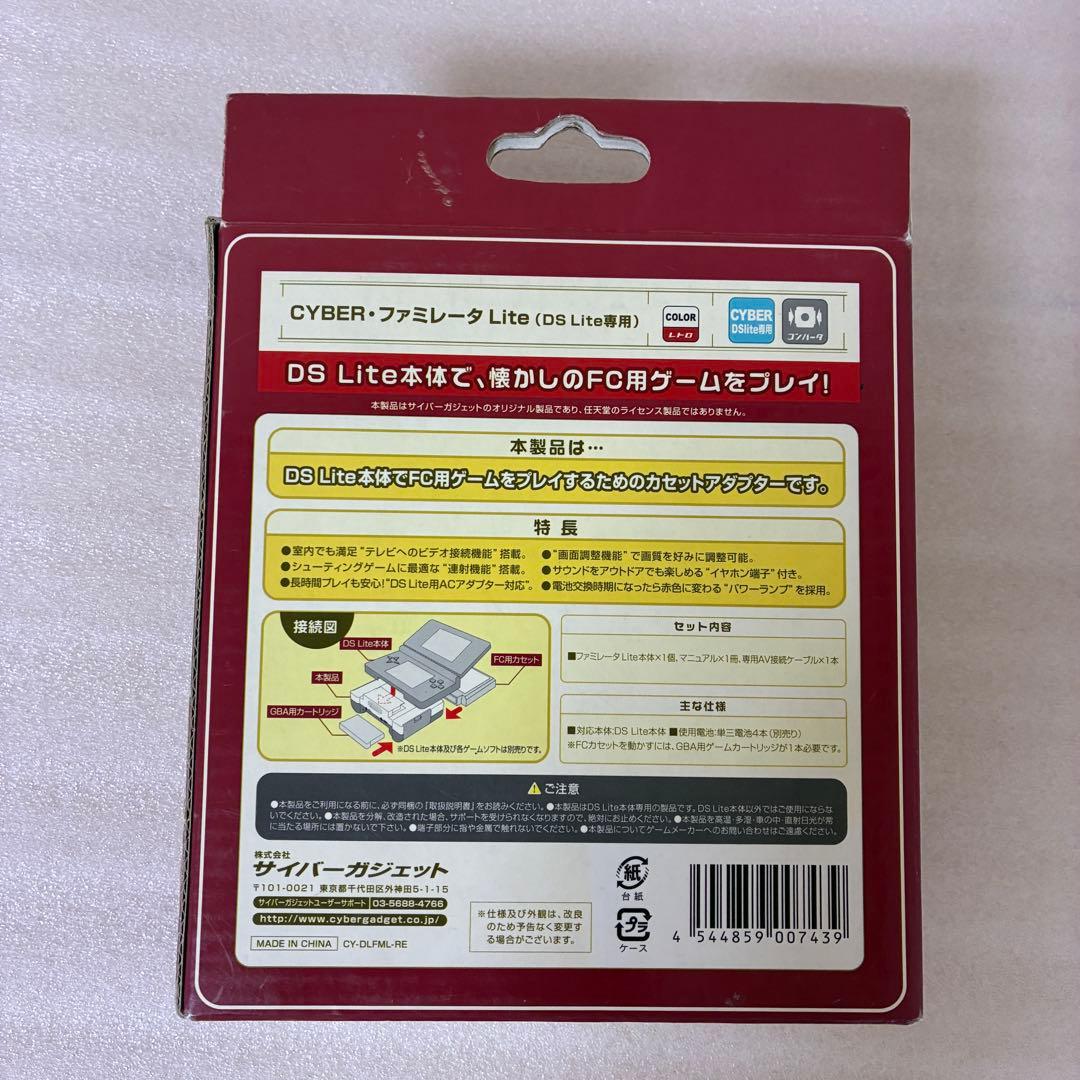 CYBER・ファミレータ Lite（DS Lite専用）
COLOR
レトロ
CYBER
DSlite専用
コンバータ
DS Lite本体で、懐かしのFC用ゲームをプレイ!
本製品はサイバーガジェットのオリジナル製品であり、任天堂のライセンス製品ではありません。
本製品は…
DS Lite本体でFC用ゲームをプレイするためのカセットアダプターです。
特長
●室内でも満足“テレビへのビデオ接続機能”搭載。
●シューティングゲームに最適な“連射機能”搭載。
●長時間プレイも安心!“DS Lite用ACアダプター対応”。
●“画面調整機能”で画質を好みに調整可能。
●サウンドをアウトドアでも楽しめる“イヤホン端子”付き。
●電池交換時期になったら赤色に変わる“パワーランプ”を採用。
接続図
DS Lite本体
FC用カセット
本製品
GBA用カートリッジ
※DS Lite本体及び各ゲームソフトは別売りです。
セット内容
■ファミレータLite本体×1個、マニュアル×1冊、専用AV接続ケーブル×1本
主な仕様
■対応本体:DS Lite本体 ■使用電池:単三電池4本（別売り）
※FCカセットを動かすには、GBA用ゲームカートリッジが1本必要です。
ご注意
●本製品をご利用になる前に、必ず同梱の「取扱説明書」をお読みください。●本製品はDS Lite本体専用の製品です。DS Lite本体以外ではご使用にならな
いでください。●本製品を分解、改造された場合、サポートを受けられなくなりますので、絶対にお止めください。●本製品を高温・多湿・車の中・直射日光が常
に当たる場所には置かないで下さい。●端子部分に指や金属で触れないでください。●本製品についてゲームメーカーへのお問い合わせはご遠慮ください。
株式会社
サイバーガジェット
〒101-0021 東京都千代田区外神田5-1-15
サイバーガジェットユーザーサポート 03-5688-4766
http://www.cybergadget.co.jp/
MADE IN CHINA CY-DLFML-RE
※仕様及び外観は、改良
のため予告なく変更す
る場合がございます。
紙
台紙
プラ
ケース
4 544859 007439